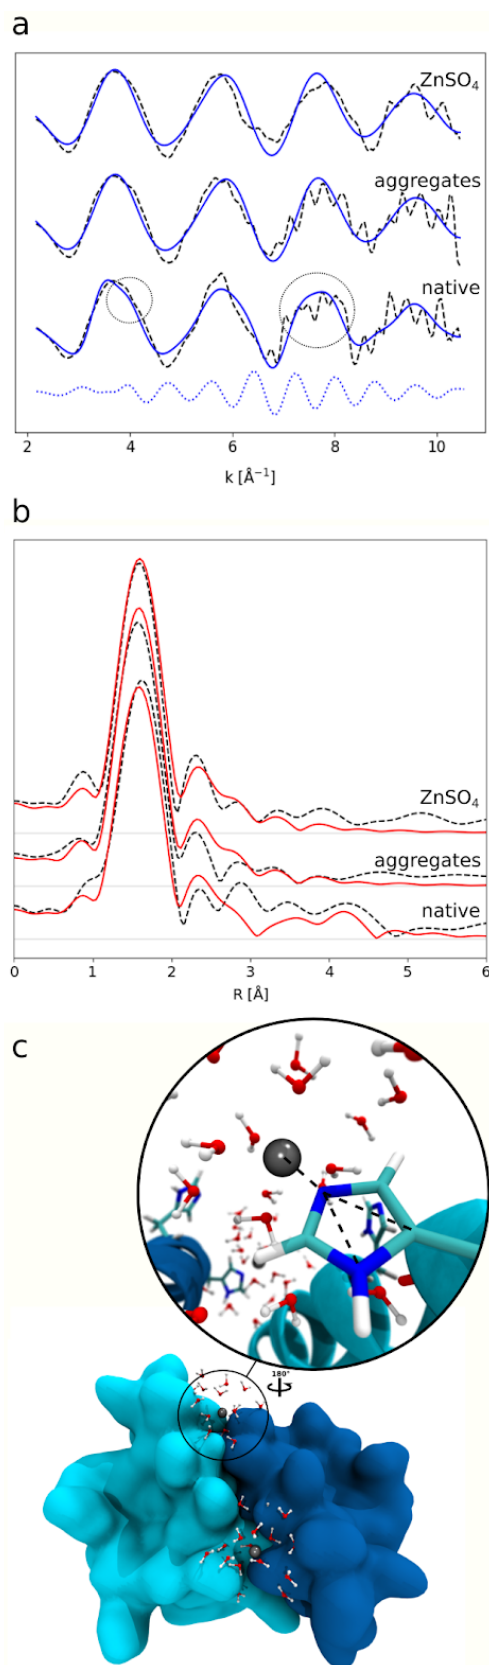 a
ZnSO₄
aggregates
native
2 4 6 8 10
k [Å⁻¹]
b
ZnSO₄
aggregates
native
0 1 2 3 4 5 6
R [Å]
c
180°